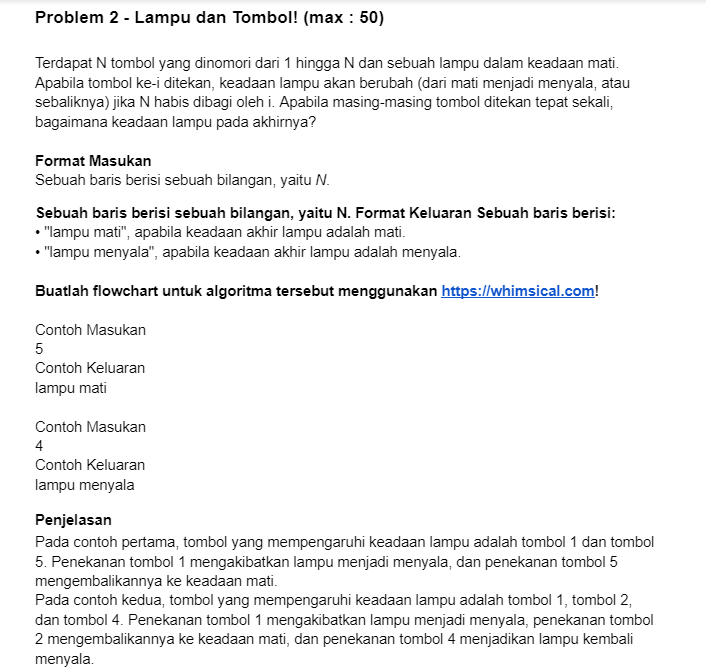 Problem 2 - Lampu dan Tombol! (max : 50)
Terdapat N tombol yang dinomori dari 1 hingga N dan sebuah lampu dalam keadaan mati.
Apabila tombol ke-i ditekan, keadaan lampu akan berubah (dari mati menjadi menyala, atau
sebaliknya) jika N habis dibagi oleh i. Apabila masing-masing tombol ditekan tepat sekali,
bagaimana keadaan lampu pada akhirnya?
Format Masukan
Sebuah baris berisi sebuah bilangan, yaitu N.
Sebuah baris berisi sebuah bilangan, yaitu N. Format Keluaran Sebuah baris berisi:
• "lampu mati", apabila keadaan akhir lampu adalah mati.
• "lampu menyala", apabila keadaan akhir lampu adalah menyala.
Buatlah flowchart untuk algoritma tersebut menggunakan https://whimsical.com!
Contoh Masukan
5
Contoh Keluaran
lampu mati
Contoh Masukan
4
Contoh Keluaran
lampu menyala
Penjelasan
Pada contoh pertama, tombol yang mempengaruhi keadaan lampu adalah tombol 1 dan tombol
5. Penekanan tombol 1 mengakibatkan lampu menjadi menyala, dan penekanan tombol 5
mengembalikannya ke keadaan mati.
Pada contoh kedua, tombol yang mempengaruhi keadaan lampu adalah tombol 1, tombol 2,
dan tombol 4. Penekanan tombol 1 mengakibatkan lampu menjadi menyala, penekanan tombol
2 mengembalikannya ke keadaan mati, dan penekanan tombol 4 menjadikan lampu kembali
menyala.